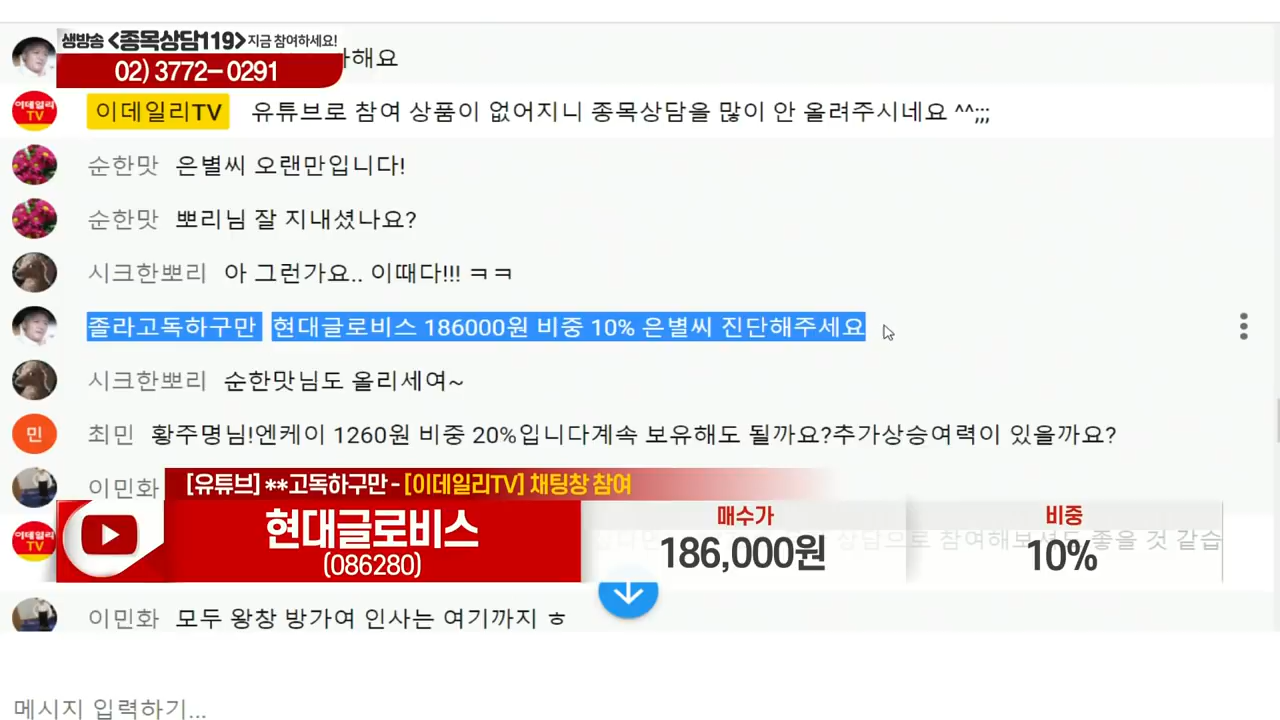 생방송 <종목상담119> 지금 참여하세요!
02) 3772-0291
해요
이데일리 TV
이데일리TV 유튜브로 참여 상품이 없어지니 종목상담을 많이 안 올려주시네요 ^^;;;
순한맛 은별씨 오랜만입니다!
순한맛 뽀리님 잘 지내셨나요?
시크한뽀리 아 그런가요.. 이때다!!! ㅋㅋ
졸라고독하구만 현대글로비스 186000원 비중 10% 은별씨 진단해주세요
시크한뽀리 순한맛님도 올리세여~
민
최민 황주명님!엔케이 1260원 비중 20%입니다계속 보유해도 될까요?추가상승여력이 있을까요?
이민화
[유튜브] **고독하구만 - [이데일리TV] 채팅창 참여
이데일리 TV
현대글로비스
(086280)
매수가
186,000원
비중
10%
상담으로 참여해보셔도 좋을 것 같습
이민화 모두 왕창 방가여 인사는 여기까지 ㅎ
메시지 입력하기...